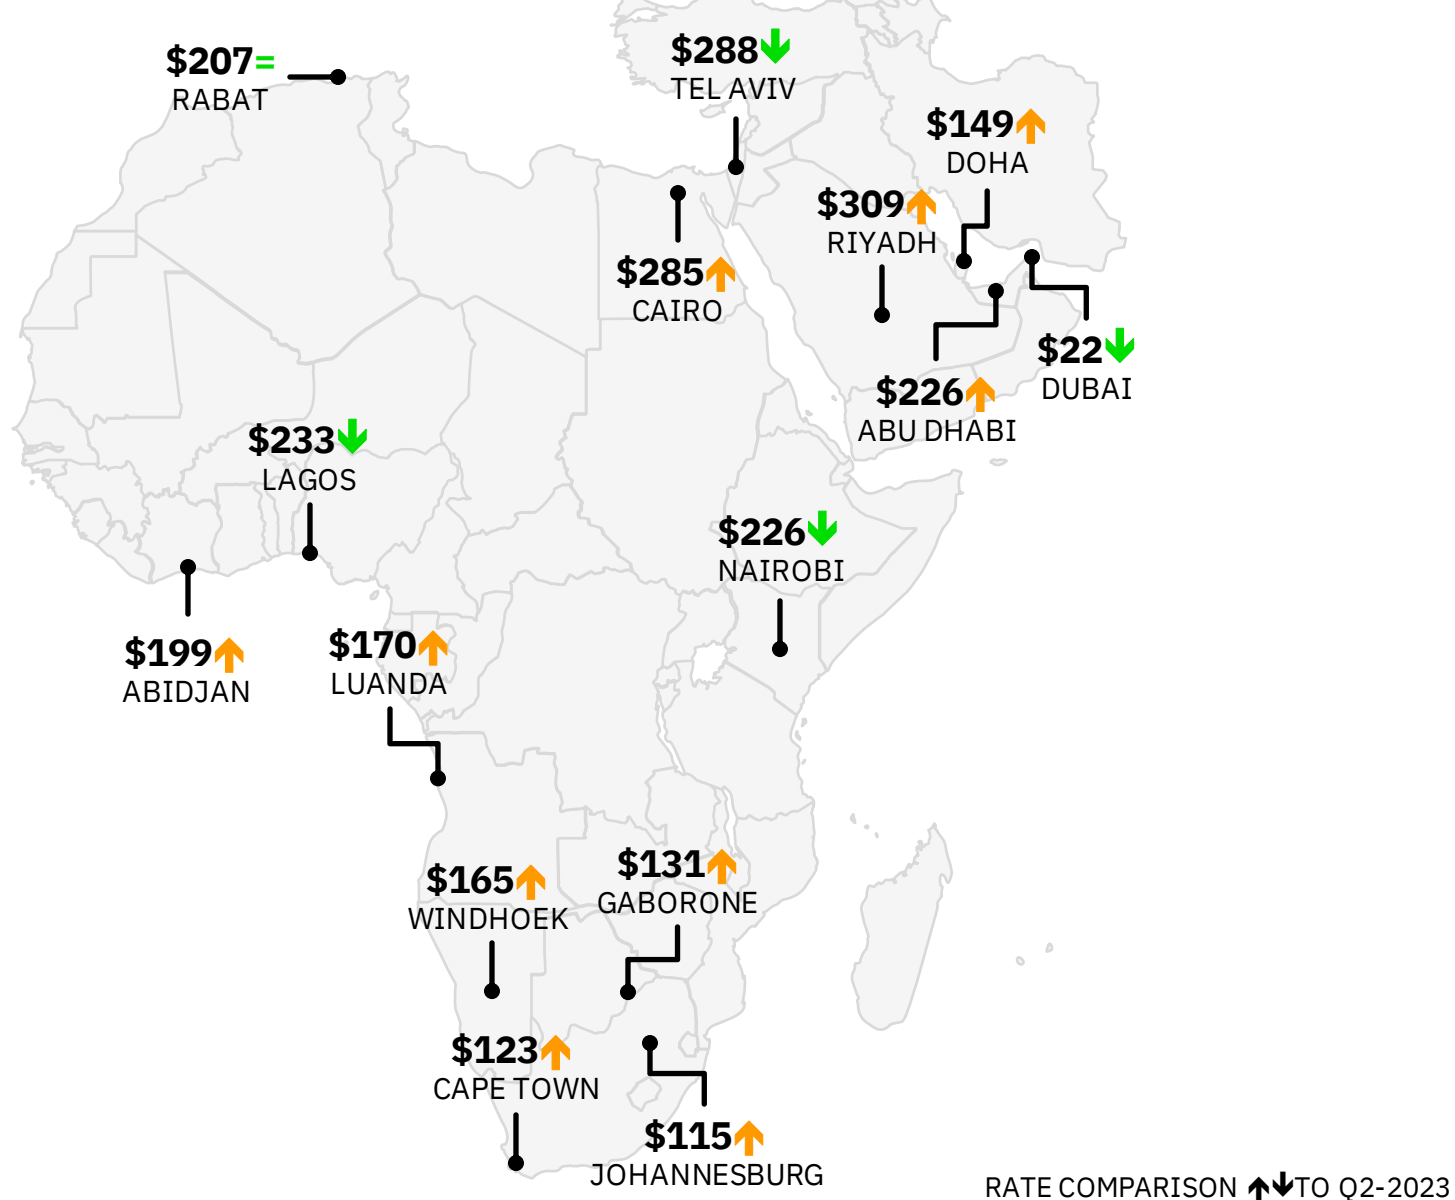 $207=
RABAT
$288↓
TEL AVIV
$149↑
DOHA
$309↑
RIYADH
$285↑
CAIRO
$22↓
DUBAI
$226↑
ABU DHABI
$233↓
LAGOS
$226↓
NAIROBI
$199↑
ABIDJAN
$170↑
LUANDA
$165↑
WINDHOEK
$131↑
GABORONE
$123↑
CAPE TOWN
$115↑
JOHANNESBURG
RATE COMPARISON ↑↓TO Q2-2023